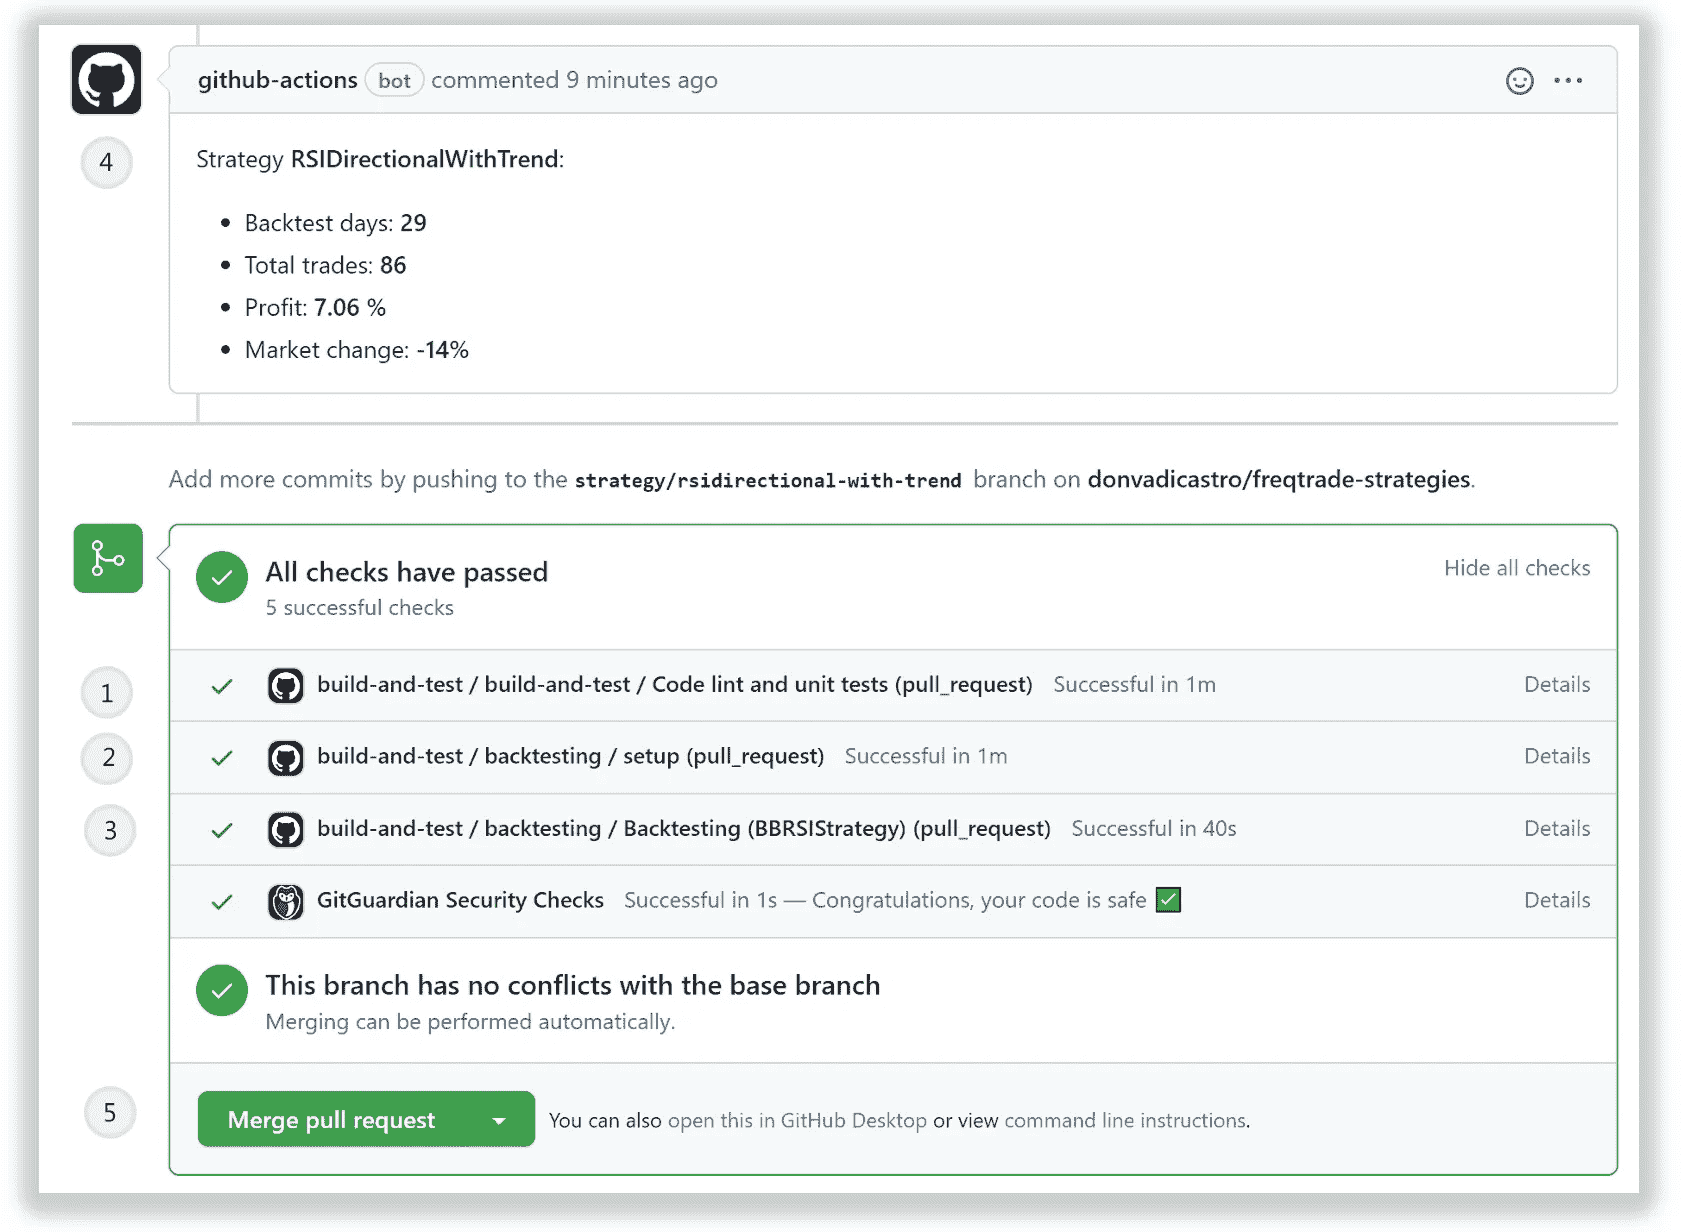 github-actions bot commented 9 minutes ago
4
Strategy RSIDirectionalWithTrend:
• Backtest days: 29
• Total trades: 86
• Profit: 7.06 %
• Market change: -14%
Add more commits by pushing to the strategy/rsidirectional-with-trend branch on donvadicastro/freqtrade-strategies.
All checks have passed
Hide all checks
5 successful checks
1
build-and-test / build-and-test / Code lint and unit tests (pull_request) Successful in 1m Details
2
build-and-test / backtesting / setup (pull_request) Successful in 1m Details
3
build-and-test / backtesting / Backtesting (BBRSIStrategy) (pull_request) Successful in 40s Details
GitGuardian Security Checks Successful in 1s — Congratulations, your code is safe ✅ Details
This branch has no conflicts with the base branch
Merging can be performed automatically.
5
Merge pull request You can also open this in GitHub Desktop or view command line instructions.